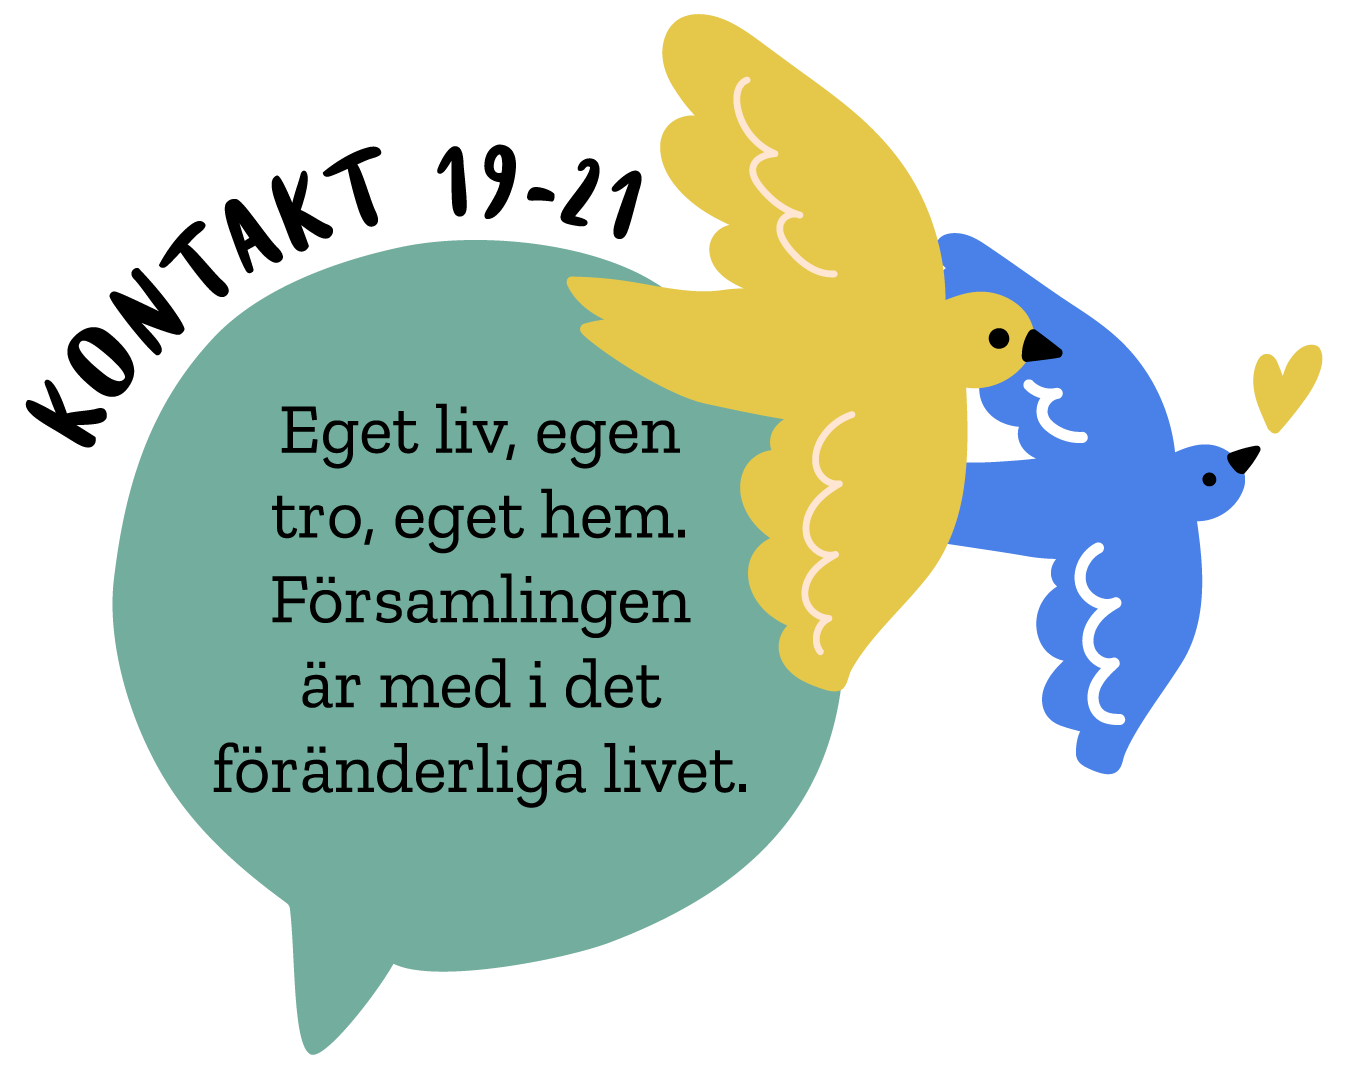 KONTAKT 19-21
Eget liv, egen
tro, eget hem.
Församlingen
är med i det
föränderliga livet.